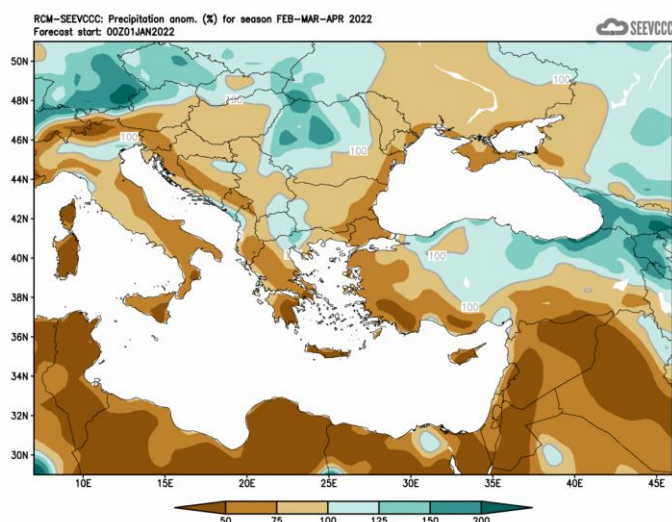 RCM-SEEVCCC: Precipitation anom. (%) for season FEB-MAR-APR 2022
Forecast start: 00Z01JAN2022
SEEVCCC
50N
48N
46N
44N
42N
40N
38N
36N
34N
32N
30N
100
100
100
100
100
100
100
100
10E 15E 20E 25E 30E 35E 40E 45E
50 75 100 125 150 200